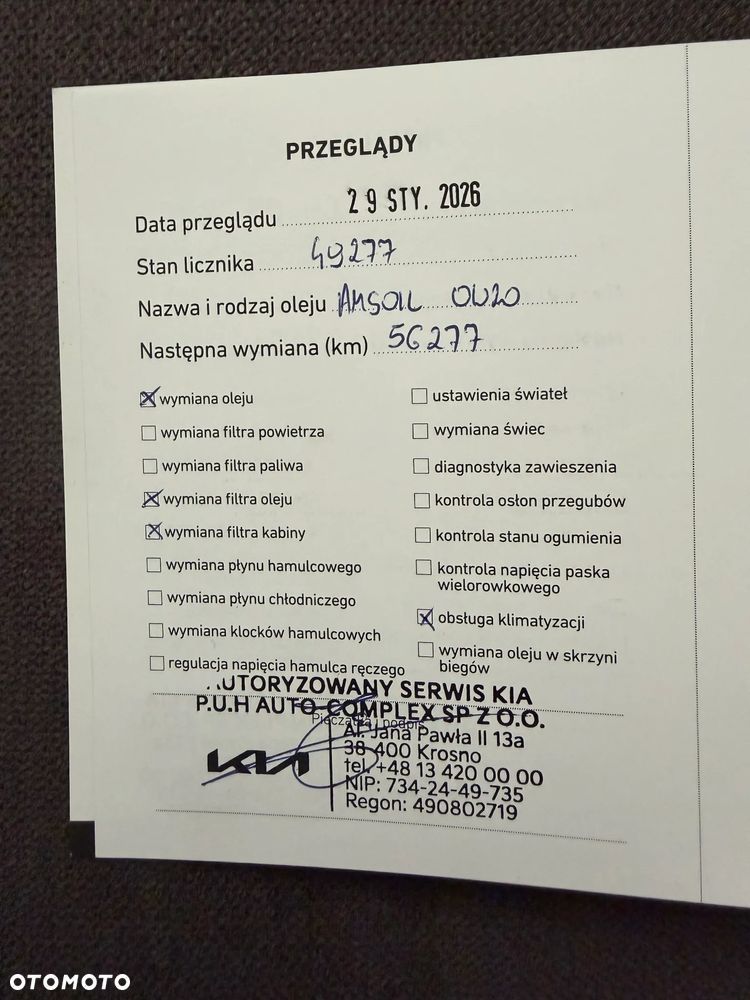 PRZEGLĄDY
Data przeglądu 29 STY. 2026
Stan licznika 49277
Nazwa i rodzaj oleju AMSOIL 0W20
Następna wymiana (km) 56277
wymiana oleju
wymiana filtra powietrza
wymiana filtra paliwa
wymiana filtra oleju
wymiana filtra kabiny
wymiana płynu hamulcowego
wymiana płynu chłodniczego
wymiana klocków hamulcowych
regulacja napięcia hamulca ręczego
ustawienia świateł
wymiana świec
diagnostyka zawieszenia
kontrola osłon przegubów
kontrola stanu ogumienia
kontrola napięcia paska
wielorowkowego
obsługa klimatyzacji
wymiana oleju w skrzyni
biegów
AUTORYZOWANY SERWIS KIA
P.U.H AUTO-COMPLEX SP Z O.O.
Pieczątka i podpis
Al. Jana Pawła II 13a
38-400 Krosno
tel. +48 13 420 00 00
NIP: 734-24-49-735
Regon: 490802719
KIA
OTOMOTO